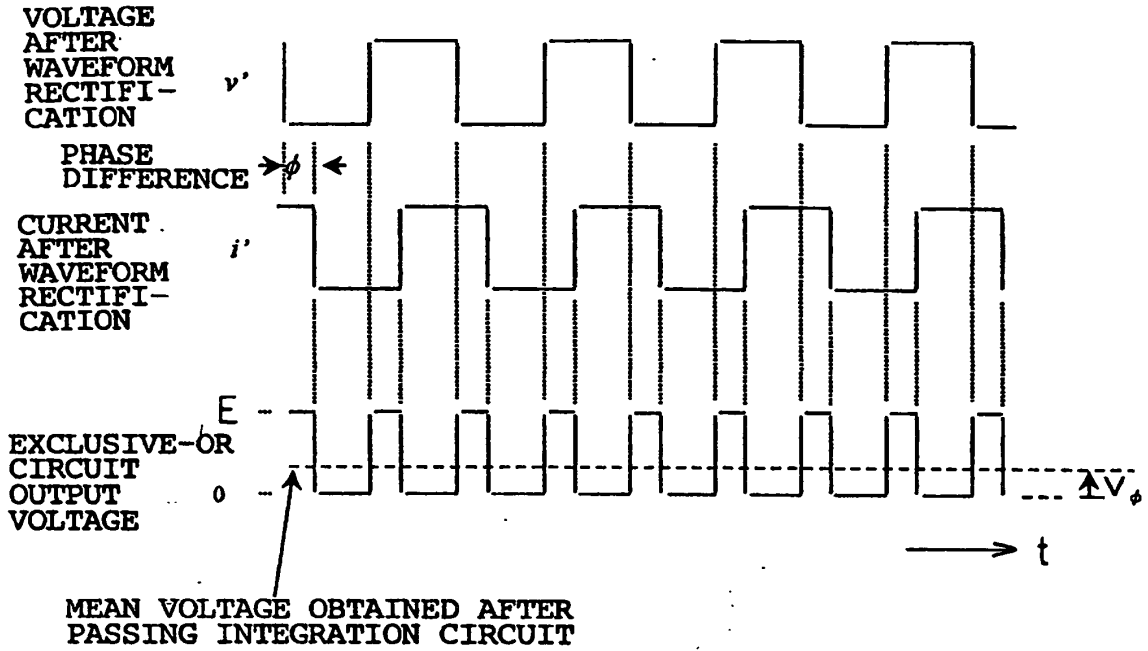 VOLTAGE
AFTER
WAVEFORM
RECTIFI-
CATION
v'
PHASE
DIFFERENCE
ϕ
CURRENT
AFTER
WAVEFORM
RECTIFI-
CATION
i'
E
EXCLUSIVE-OR
CIRCUIT
OUTPUT
VOLTAGE
0
Vϕ
t
MEAN VOLTAGE OBTAINED AFTER
PASSING INTEGRATION CIRCUIT